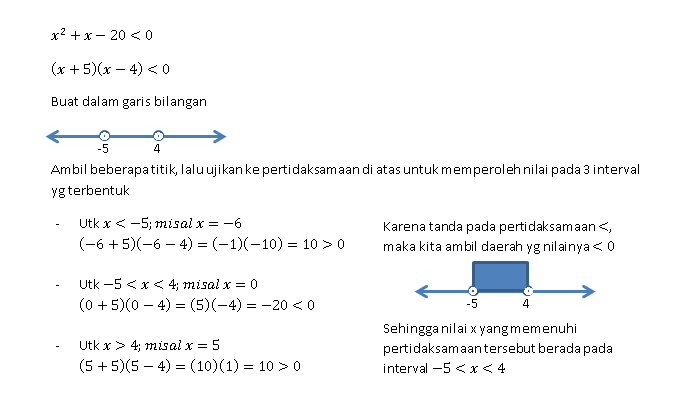 x² + x − 20 < 0
(x + 5)(x − 4) < 0
Buat dalam garis bilangan
-5 4
Ambil beberapa titik, lalu ujikan ke pertidaksamaan di atas untuk memperoleh nilai pada 3 interval
yg terbentuk
- Utk x < −5; misal x = −6
(−6 + 5)(−6 − 4) = (−1)(−10) = 10 > 0
- Utk −5 < x < 4; misal x = 0
(0 + 5)(0 − 4) = (5)(−4) = −20 < 0
- Utk x > 4; misal x = 5
(5 + 5)(5 − 4) = (10)(1) = 10 > 0
Karena tanda pada pertidaksamaan <,
maka kita ambil daerah yg nilainya < 0
-5 4
Sehingga nilai x yang memenuhi
pertidaksamaan tersebut berada pada
interval −5 < x < 4